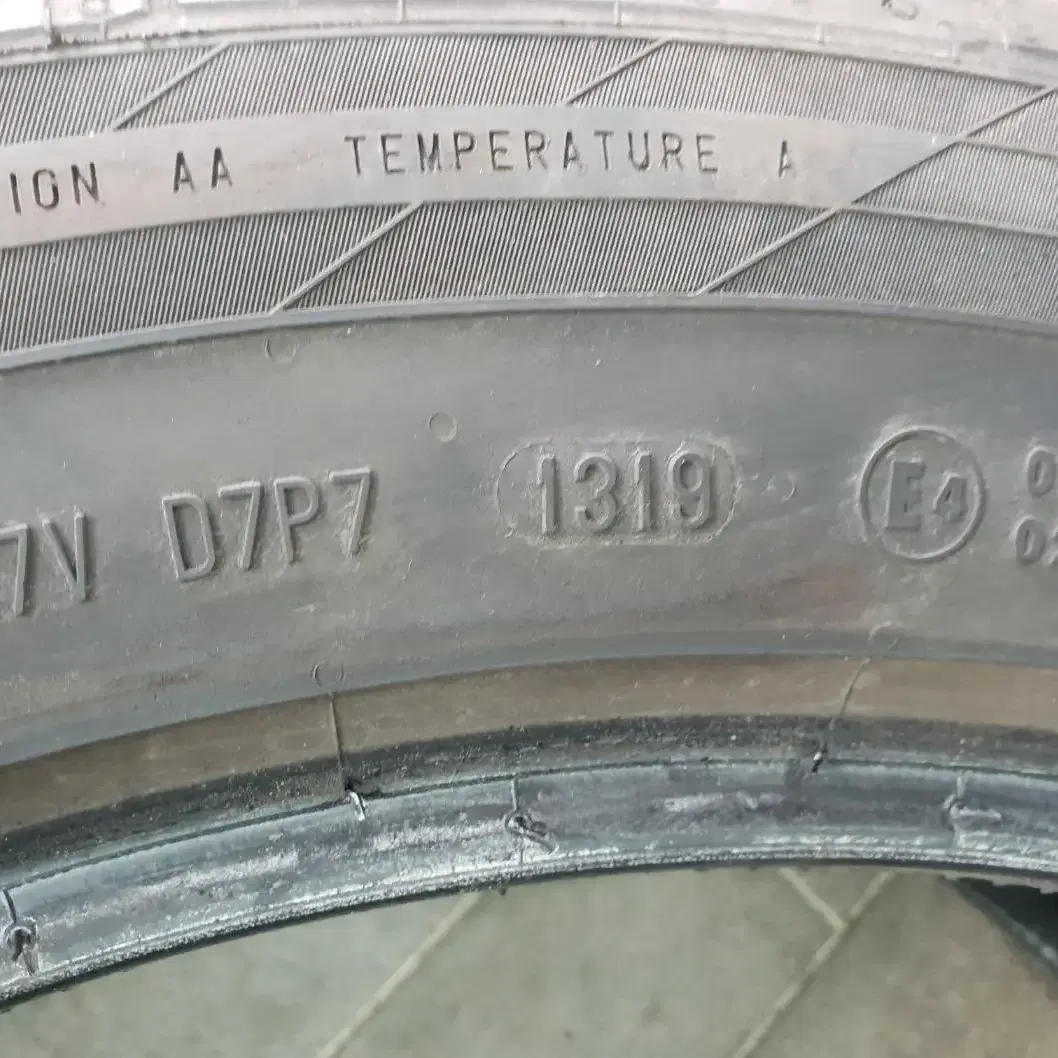 ION AA TEMPERATURE A
7V D7P7 1319 E4